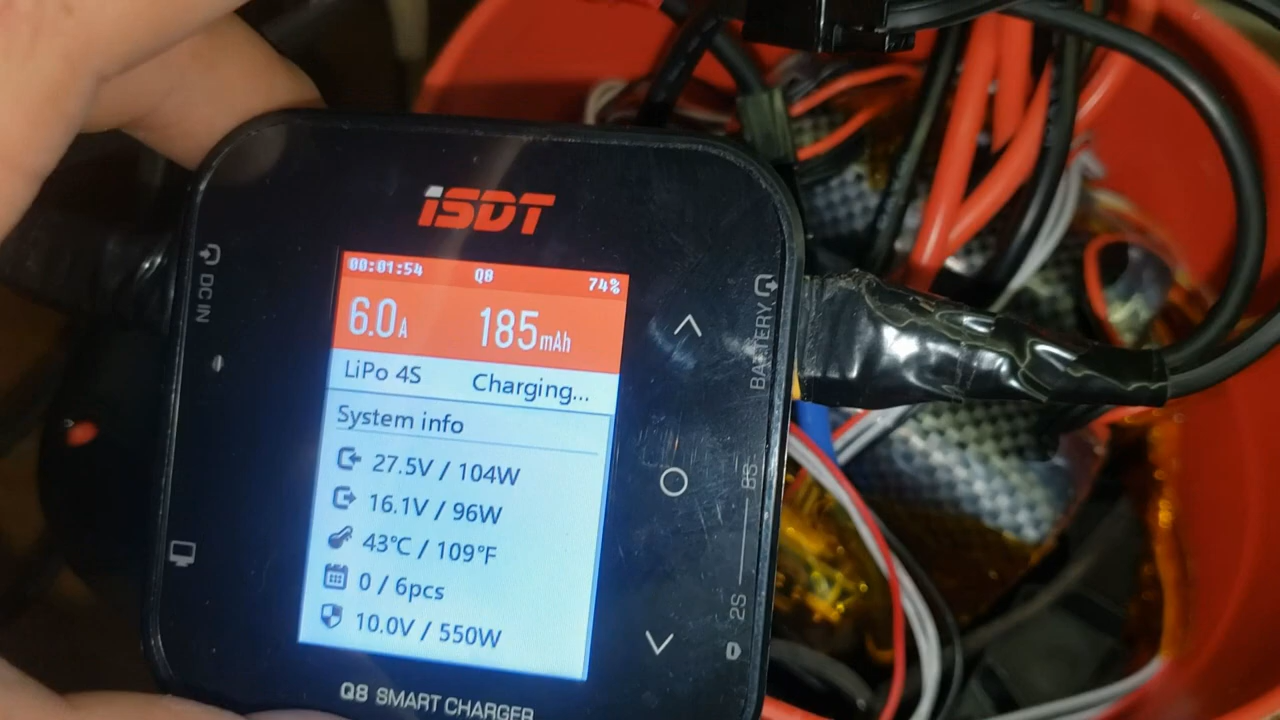 iSDT
00:01:54 Q8 74%
6.0A 185mAh
LiPo 4S Charging...
System info
27.5V / 104W
16.1V / 96W
43°C / 109°F
0 / 6pcs
10.0V / 550W
Q8 SMART CHARGER
DC IN
BATTERY
8S
2S